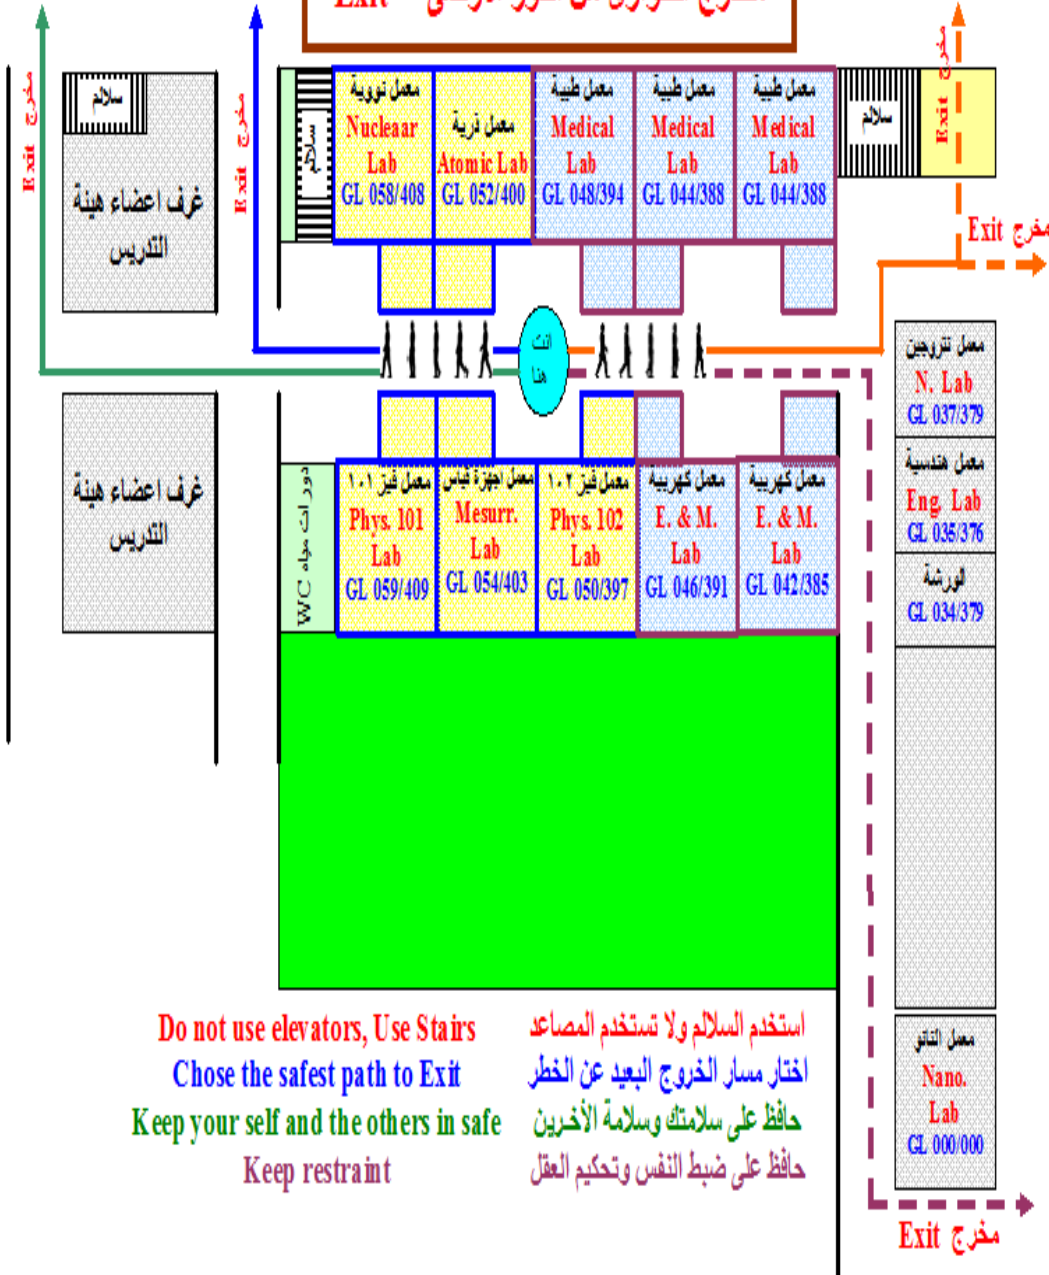 Exit
مخرج Exit
مخرج Exit
مخرج Exit
سلالم
سلالم
سلالم
معمل نووية
Nuclear
Lab
GL 058/408
معمل ذرية
Atomic Lab
GL 052/400
معمل طبية
Medical
Lab
GL 048/394
معمل طبية
Medical
Lab
GL 044/388
معمل طبية
Medical
Lab
GL 044/388
غرف اعضاء هيئة
التدريس
مخرج Exit
انت
هنا
معمل نتروجين
N. Lab
GL 037/379
معمل هندسية
Eng. Lab
GL 035/376
الورشة
GL 034/379
غرف اعضاء هيئة
التدريس
دورات مياه WC
معمل فيز ١٠١
Phys. 101
Lab
GL 059/409
معمل اجهزة قياس
Mesurr.
Lab
GL 054/403
معمل فيز ١٠٢
Phys. 102
Lab
GL 050/397
معمل كهربية
E. & M.
Lab
GL 046/391
معمل كهربية
E. & M.
Lab
GL 042/385
Do not use elevators, Use Stairs
استخدم السلالم ولا تستخدم المصاعد
Chose the safest path to Exit
اختار مسار الخروج البعيد عن الخطر
Keep your self and the others in safe
حافظ على سلامتك وسلامة الأخرين
Keep restraint
حافظ على ضبط النفس وتحكيم العقل
معمل النانو
Nano.
Lab
GL 000/000
مخرج Exit